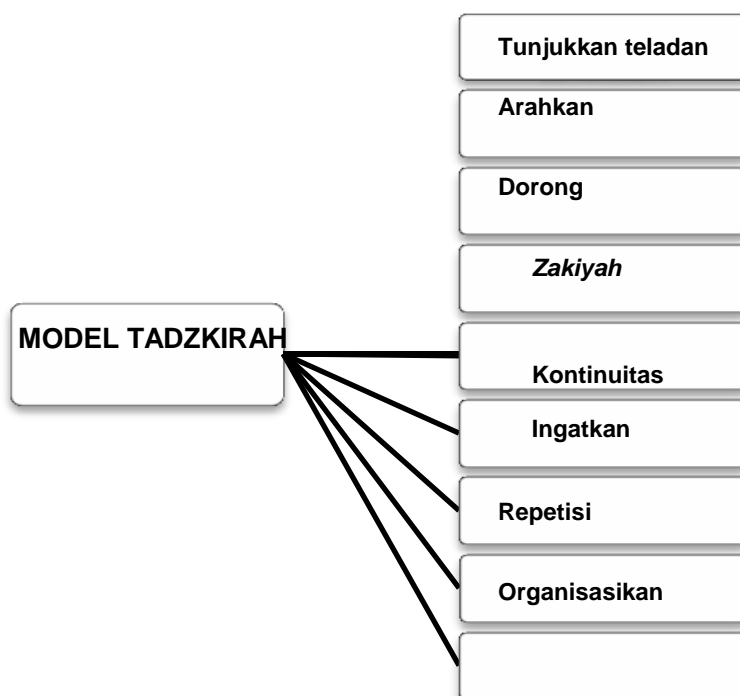 Tunjukkan teladan
Arahkan
Dorong
Zakiyah
MODEL TADZKIRAH
Kontinuitas
Ingatkan
Repetisi
Organisasikan